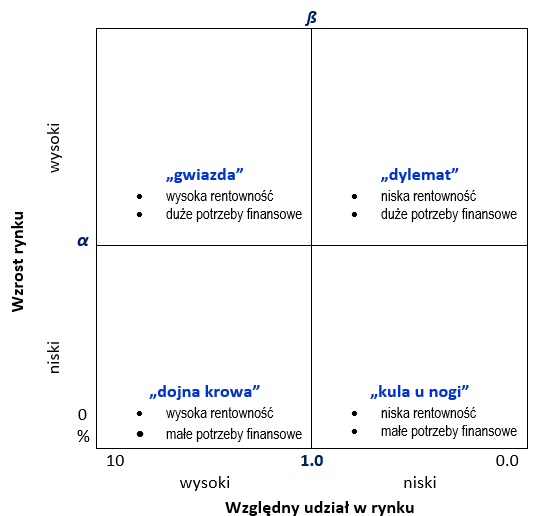 ß
wysoki
„gwiazda”
• wysoka rentowność
• duże potrzeby finansowe
„dylemat”
• niska rentowność
• duże potrzeby finansowe
Wzrost rynku
α
niski
„dojna krowa”
• wysoka rentowność
• małe potrzeby finansowe
„kula u nogi”
• niska rentowność
• małe potrzeby finansowe
0
%
10 1.0 0.0
wysoki niski
Względny udział w rynku